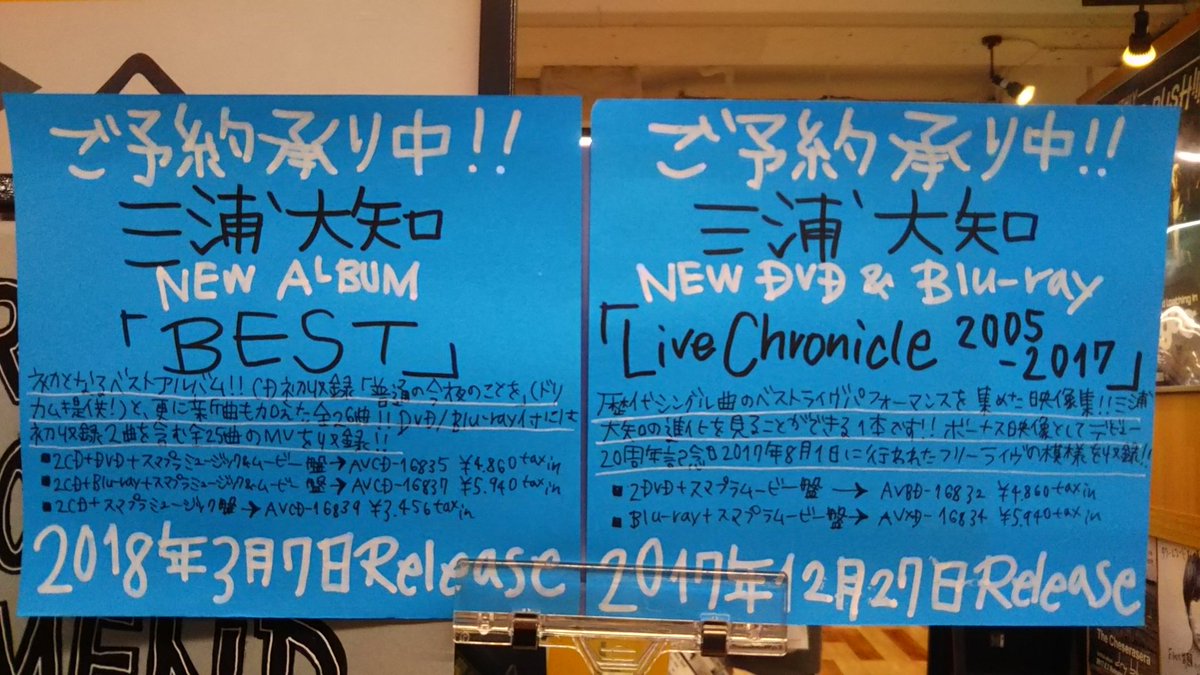 ご予約承り中!!
三浦大知
NEW ALBUM
「BEST」
初となるベストアルバム!! CD初収録「普通の今夜のことを」(ドリ
カム提供!)と、更に新曲も加えた全
DVD/Blu-ray付には
初収録2曲を含む全25曲のMVを収録!!
■2CD+DVD+スマプラミュージック&ムービー盤→AVCD-16835 ¥4.860tax in
■2CD+Blu-ray+スマプラミュージック&ムービー盤→AVCD-16837 ¥5.940tax in
■2CD+スマプラミュージック盤→AVCD-16839 ¥3.456tax in
2018年3月7日Release
ご予約承り中!!
三浦大知
NEW DVD & Blu-ray
「Live Chronicle 2005
-2017」
歴代シングル曲のベストライヴパフォーマンスを集めた映像集!!三浦
大知の進化を見ることができる1本です!! ボーナス映像としてデビュー
20周年記念日2017年8月1日に行われたフリーライヴの模様を収録!!
■2DVD+スマプラムービー盤→AVBD-16832 ¥4.860tax in
■Blu-ray+スマプラムービー盤→AVXD-16834 ¥5.940tax in
2017年12月27日Release
The Cheserasera